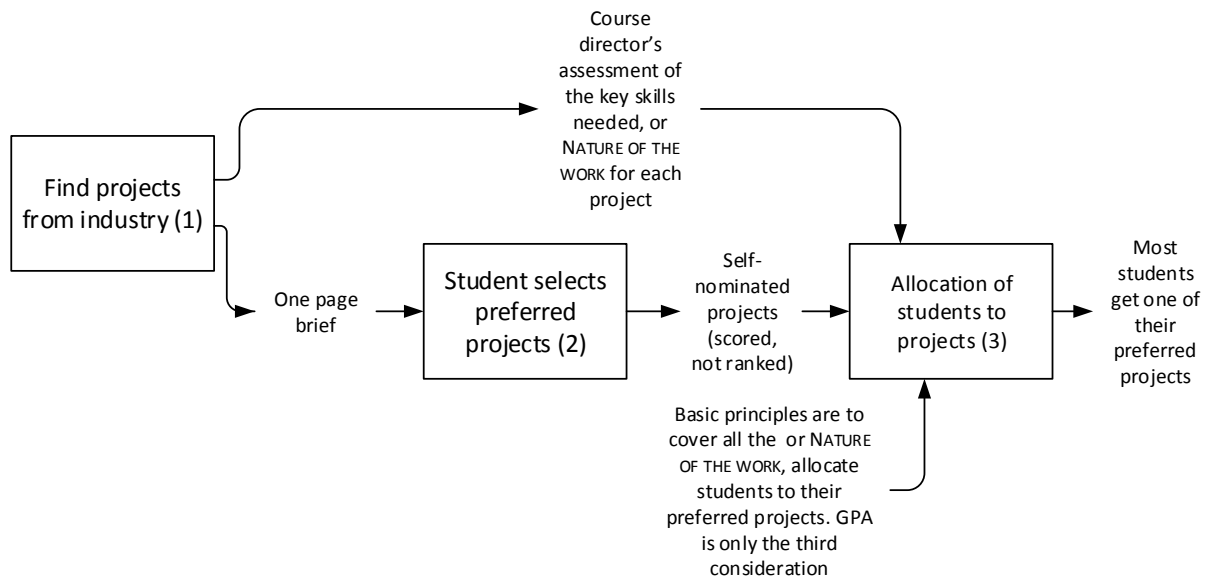 Course
director’s
assessment of
the key skills
needed, or
NATURE OF THE
WORK for each
project
Find projects
from industry (1)
One page
brief
Student selects
preferred
projects (2)
Self-
nominated
projects
(scored,
not ranked)
Allocation of
students to
projects (3)
Most
students
get one of
their
preferred
projects
Basic principles are to
cover all the or NATURE
OF THE WORK, allocate
students to their
preferred projects. GPA
is only the third
consideration